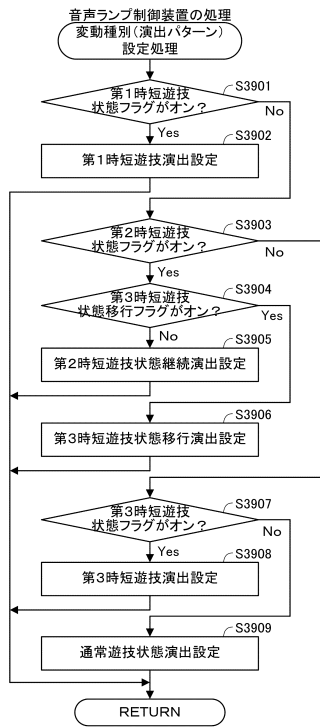 音声ランプ制御装置の処理
変動種別(演出パターン)
設定処理
S3901
第1時短遊技
状態フラグがオン?
No
Yes
S3902
第1時短遊技演出設定
S3903
第2時短遊技
状態フラグがオン?
No
Yes
S3904
第3時短遊技
状態移行フラグがオン?
Yes
No
S3905
第2時短遊技状態継続演出設定
S3906
第3時短遊技状態移行演出設定
S3907
第3時短遊技
状態フラグがオン?
No
Yes
S3908
第3時短遊技演出設定
S3909
通常遊技状態演出設定
RETURN